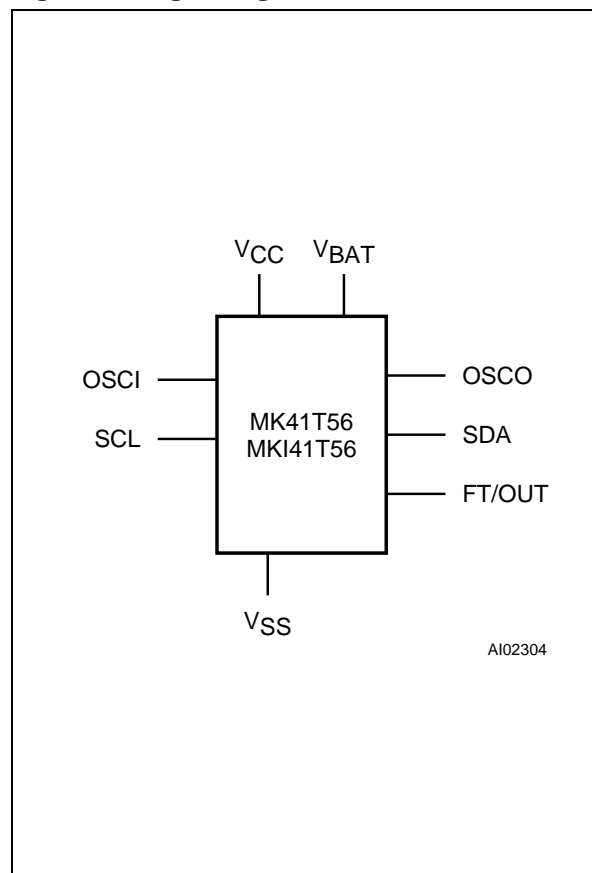 VCC VBAT
OSCI OSCO
MK41T56
SCL SDA
MKI41T56
FT/OUT
VSS
AI02304